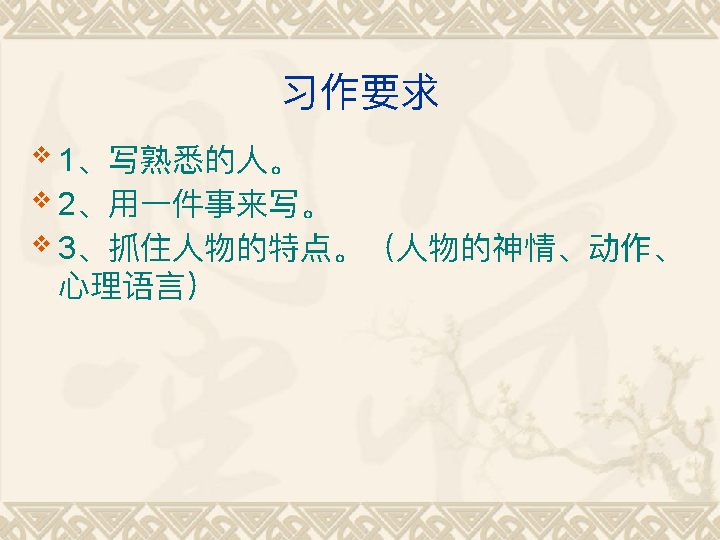 习作要求
1、写熟悉的人。
2、用一件事来写。
3、抓住人物的特点。（人物的神情、动作、
心理语言）